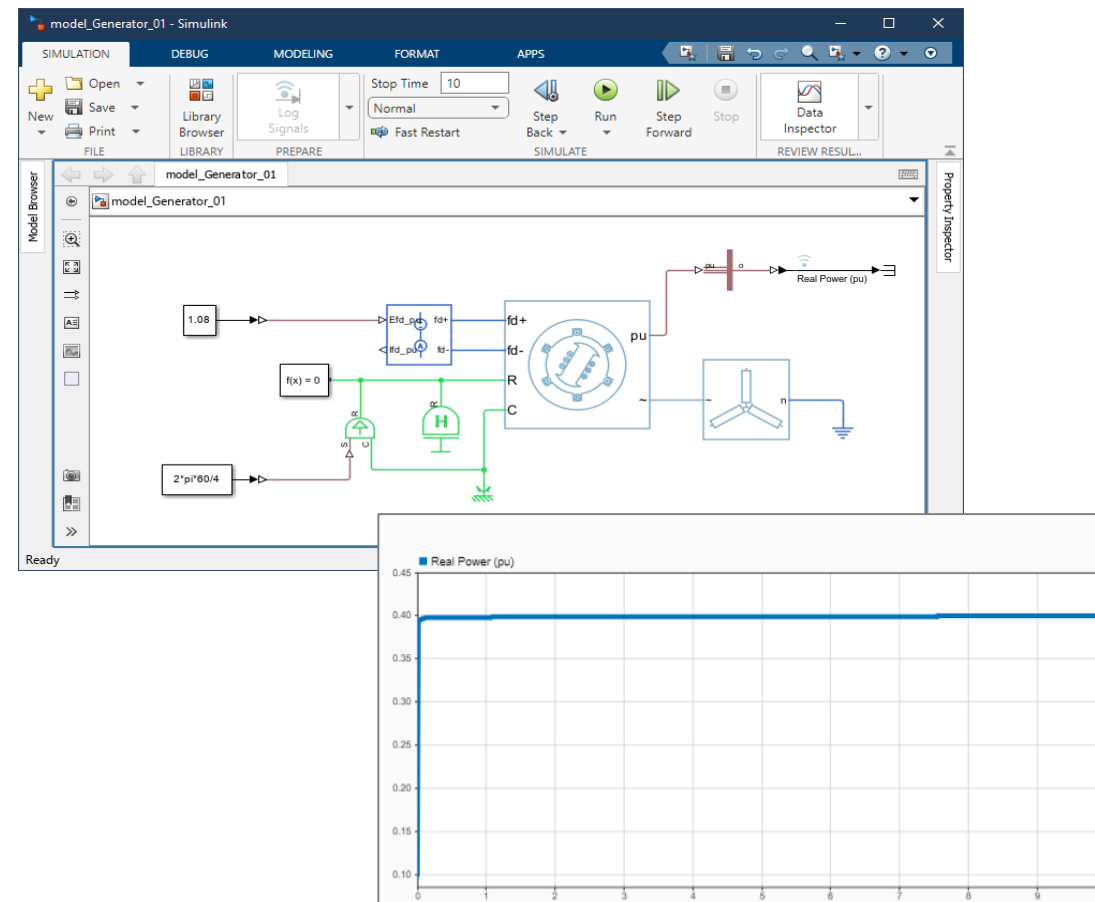 model_Generator_01 - Simulink
SIMULATION DEBUG MODELING FORMAT APPS
New
Open
Save
Print
FILE
Library
Browser
LIBRARY
Log
Signals
PREPARE
Stop Time 10
Normal
Fast Restart
Step
Back
Run
Step
Forward
Stop
SIMULATE
Data
Inspector
REVIEW RESUL...
Model Browser
model_Generator_01
model_Generator_01
Property Inspector
pu o
Real Power (pu)
1.08
Efd_pu fd+
Ifd_pu fd-
A
fd+
fd-
R
C
pu
~
~ n
f(x) = 0
R
S C
R
H
2*pi*60/4
Ready
Real Power (pu)
0.45
0.40
0.35
0.30
0.25
0.20
0.15
0.10
0 1 2 3 4 5 6 7 8 9